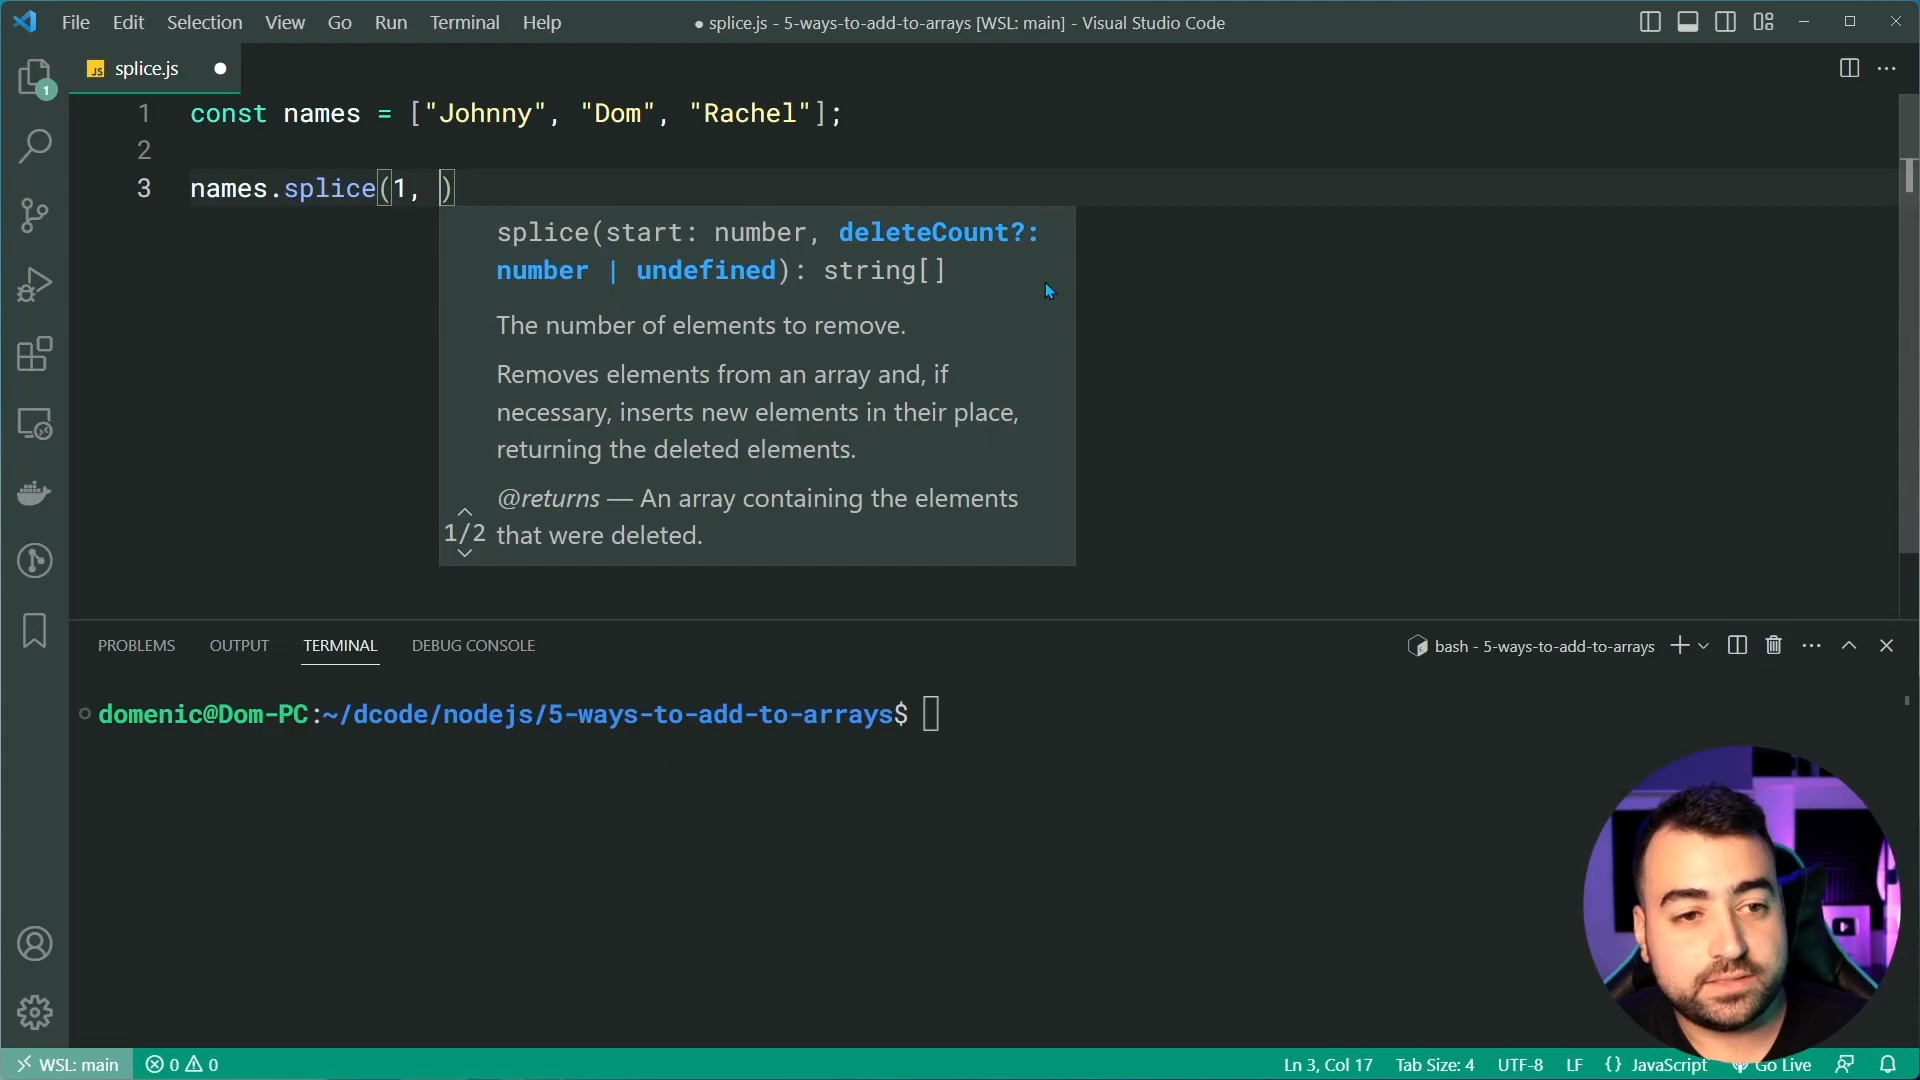 File Edit Selection View Go Run Terminal Help
● splice.js - 5-ways-to-add-to-arrays [WSL: main] - Visual Studio Code
JS splice.js ●
1
1 const names = ["Johnny", "Dom", "Rachel"];
2
3 names.splice(1, )
splice(start: number, deleteCount?:
number | undefined): string[]
The number of elements to remove.
Removes elements from an array and, if
necessary, inserts new elements in their place,
returning the deleted elements.
@returns — An array containing the elements
1/2 that were deleted.
PROBLEMS OUTPUT TERMINAL DEBUG CONSOLE
bash - 5-ways-to-add-to-arrays
domenic@Dom-PC:~/dcode/nodejs/5-ways-to-add-to-arrays$
WSL: main 0 0 Ln 3, Col 17 Tab Size: 4 UTF-8 LF {} JavaScript Go Live